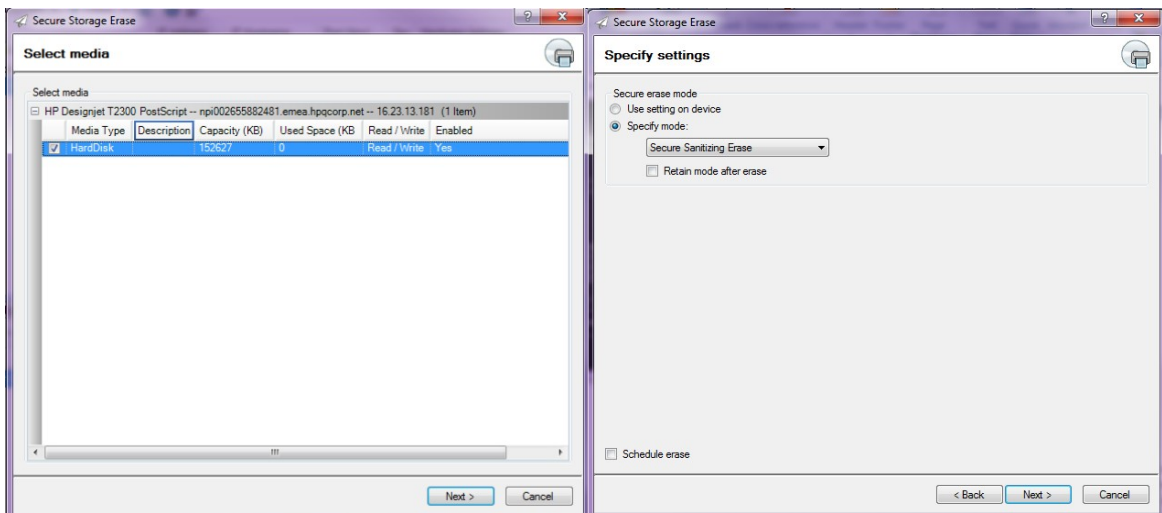 Secure Storage Erase
Select media
Select media
HP Designjet T2300 PostScript -- npi002655882481.emea.hpqcorp.net -- 16.23.13.181 (1 Item)
Media Type Description Capacity (KB) Used Space (KB Read / Write Enabled
HardDisk 152627 0 Read / Write Yes
Next > Cancel
Secure Storage Erase
Specify settings
Secure erase mode
Use setting on device
Specify mode:
Secure Sanitizing Erase
Retain mode after erase
Schedule erase
< Back Next > Cancel